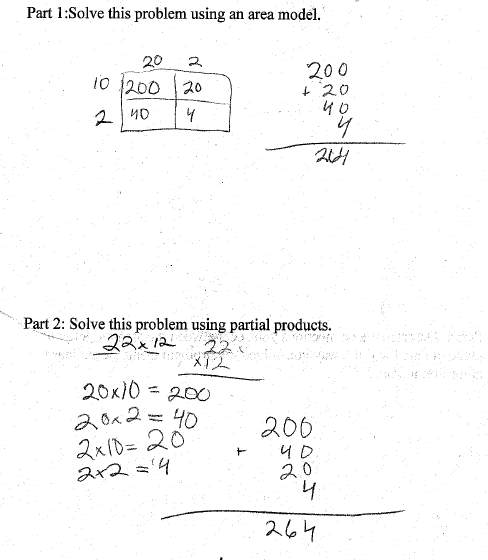 Part 1:Solve this problem using an area model.
20 2
10 200 20
2 40 4
200
+ 20
40
4
264
Part 2: Solve this problem using partial products.
22x12
22
x12
20x10 = 200
20x2 = 40
2x10= 20
2x2 = 4
200
+ 40
20
4
264